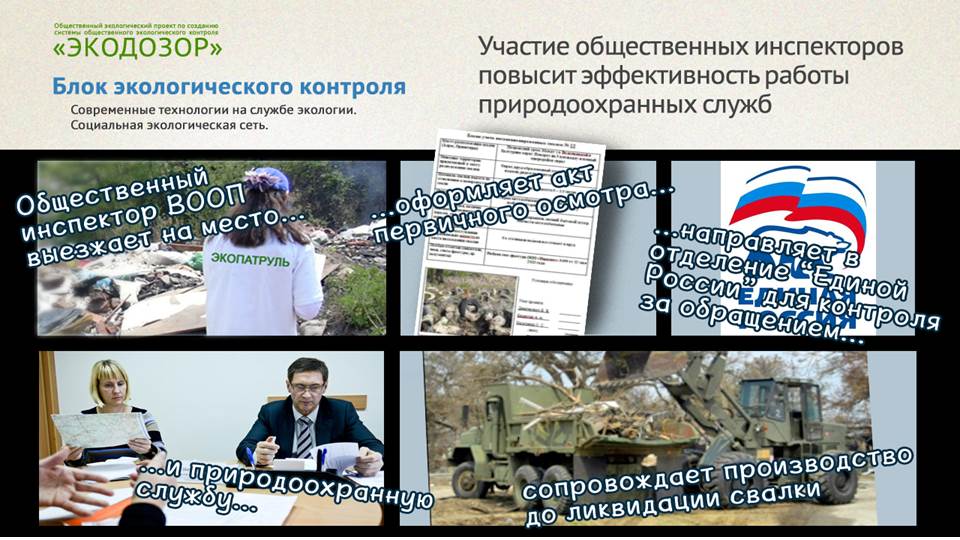 Общественный экологический проект по созданию
системы общественного экологического контроля
«ЭКОДОЗОР»
Блок экологического контроля
Современные технологии на службе экологии.
Социальная экологическая сеть.
Участие общественных инспекторов
повысит эффективность работы
природоохранных служб
Общественный
инспектор ВООП
выезжает на место...
ЭКОПАТРУЛЬ
...оформляет акт
первичного осмотра...
...направляет в
отделение “Единой
России” для контроля
за обращением...
ЕДИНАЯ
РОССИЯ
...и природоохранную
службу...
сопровождает производство
до ликвидации свалки